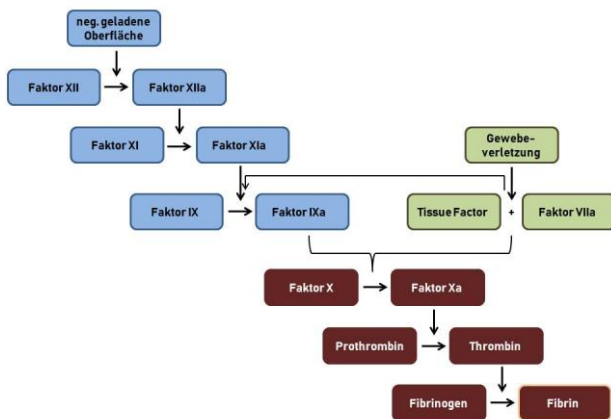 neg. geladene
Oberfläche
Faktor XII
Faktor XIIa
Faktor XI
Faktor XIa
Gewebe-
verletzung
Faktor IX
Faktor IXa
Tissue Factor
+
Faktor VIIa
Faktor X
Faktor Xa
Prothrombin
Thrombin
Fibrinogen
Fibrin